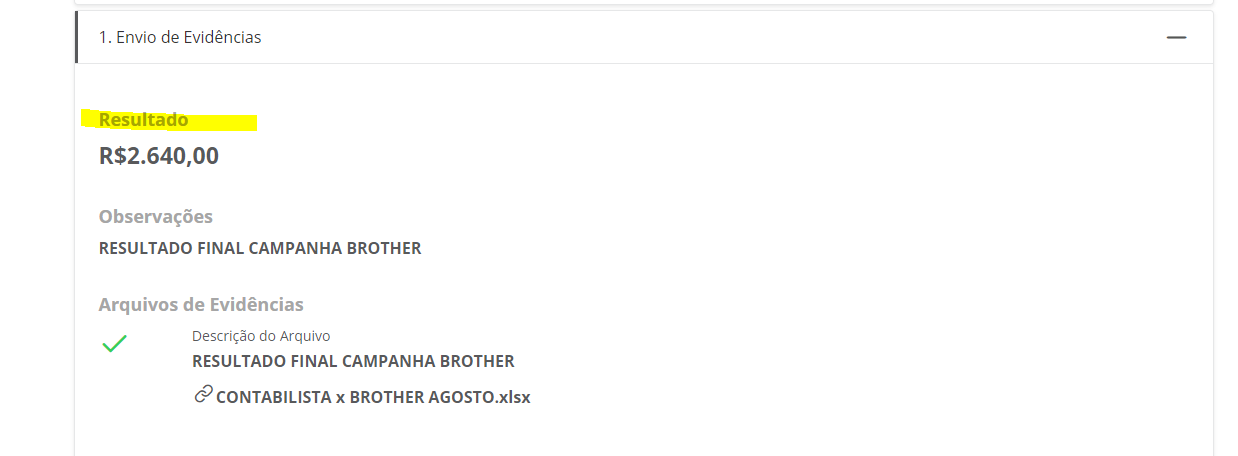 1. Envio de Evidências
Resultado
R$2.640,00
Observações
RESULTADO FINAL CAMPANHA BROTHER
Arquivos de Evidências
Descrição do Arquivo
RESULTADO FINAL CAMPANHA BROTHER
CONTABILISTA x BROTHER AGOSTO.xlsx